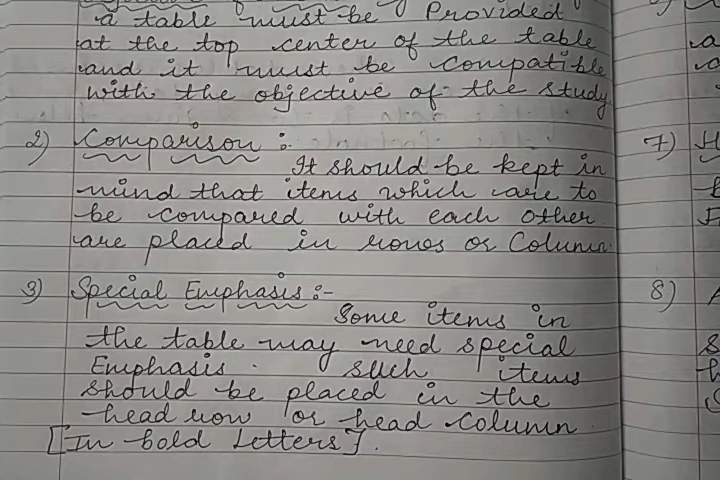 a table must be Provided
at the top center of the table
and it must be compatible
with the objective of the study
2) Comparison :-
It should be kept in
mind that items which are to
be compared with each other
are placed in rows or Column
3) Special Emphasis :-
Some items in
the table may need special
Emphasis. such items
should be placed in the
head row or head column
[In bold Letters].
7)
8)